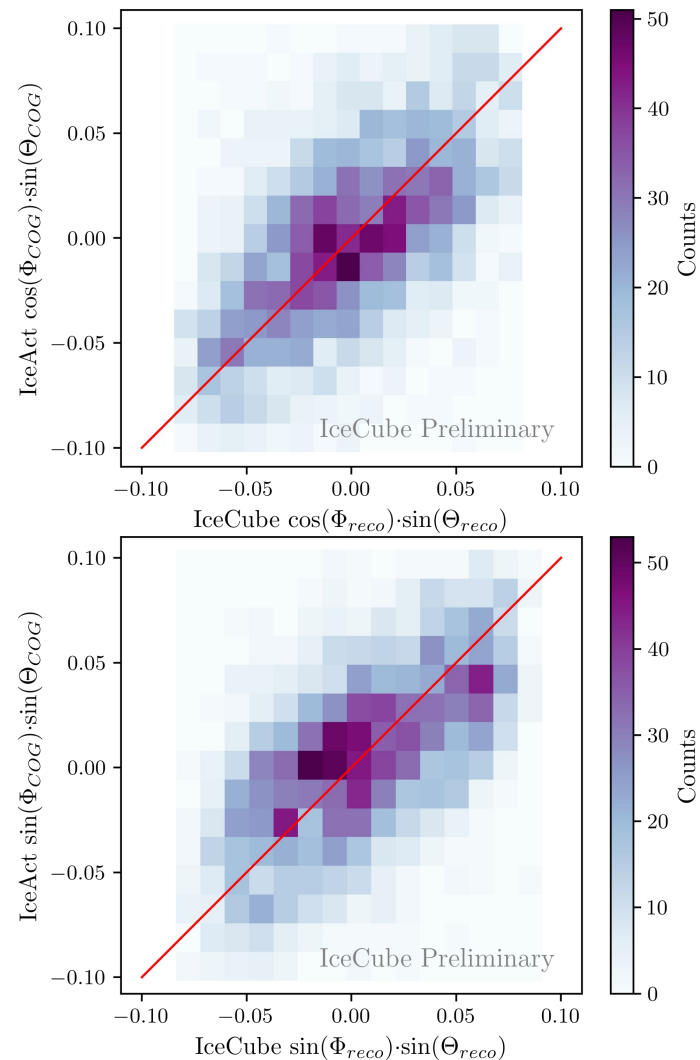 0.10
0.05
0.00
−0.05
−0.10
IceAct cos(Φ_COG)·sin(Θ_COG)
IceCube Preliminary
−0.10 −0.05 0.00 0.05 0.10
IceCube cos(Φ_reco)·sin(Θ_reco)
50
40
30
20
10
0
Counts
0.10
0.05
0.00
−0.05
−0.10
IceAct sin(Φ_COG)·sin(Θ_COG)
IceCube Preliminary
−0.10 −0.05 0.00 0.05 0.10
IceCube sin(Φ_reco)·sin(Θ_reco)
50
40
30
20
10
0
Counts